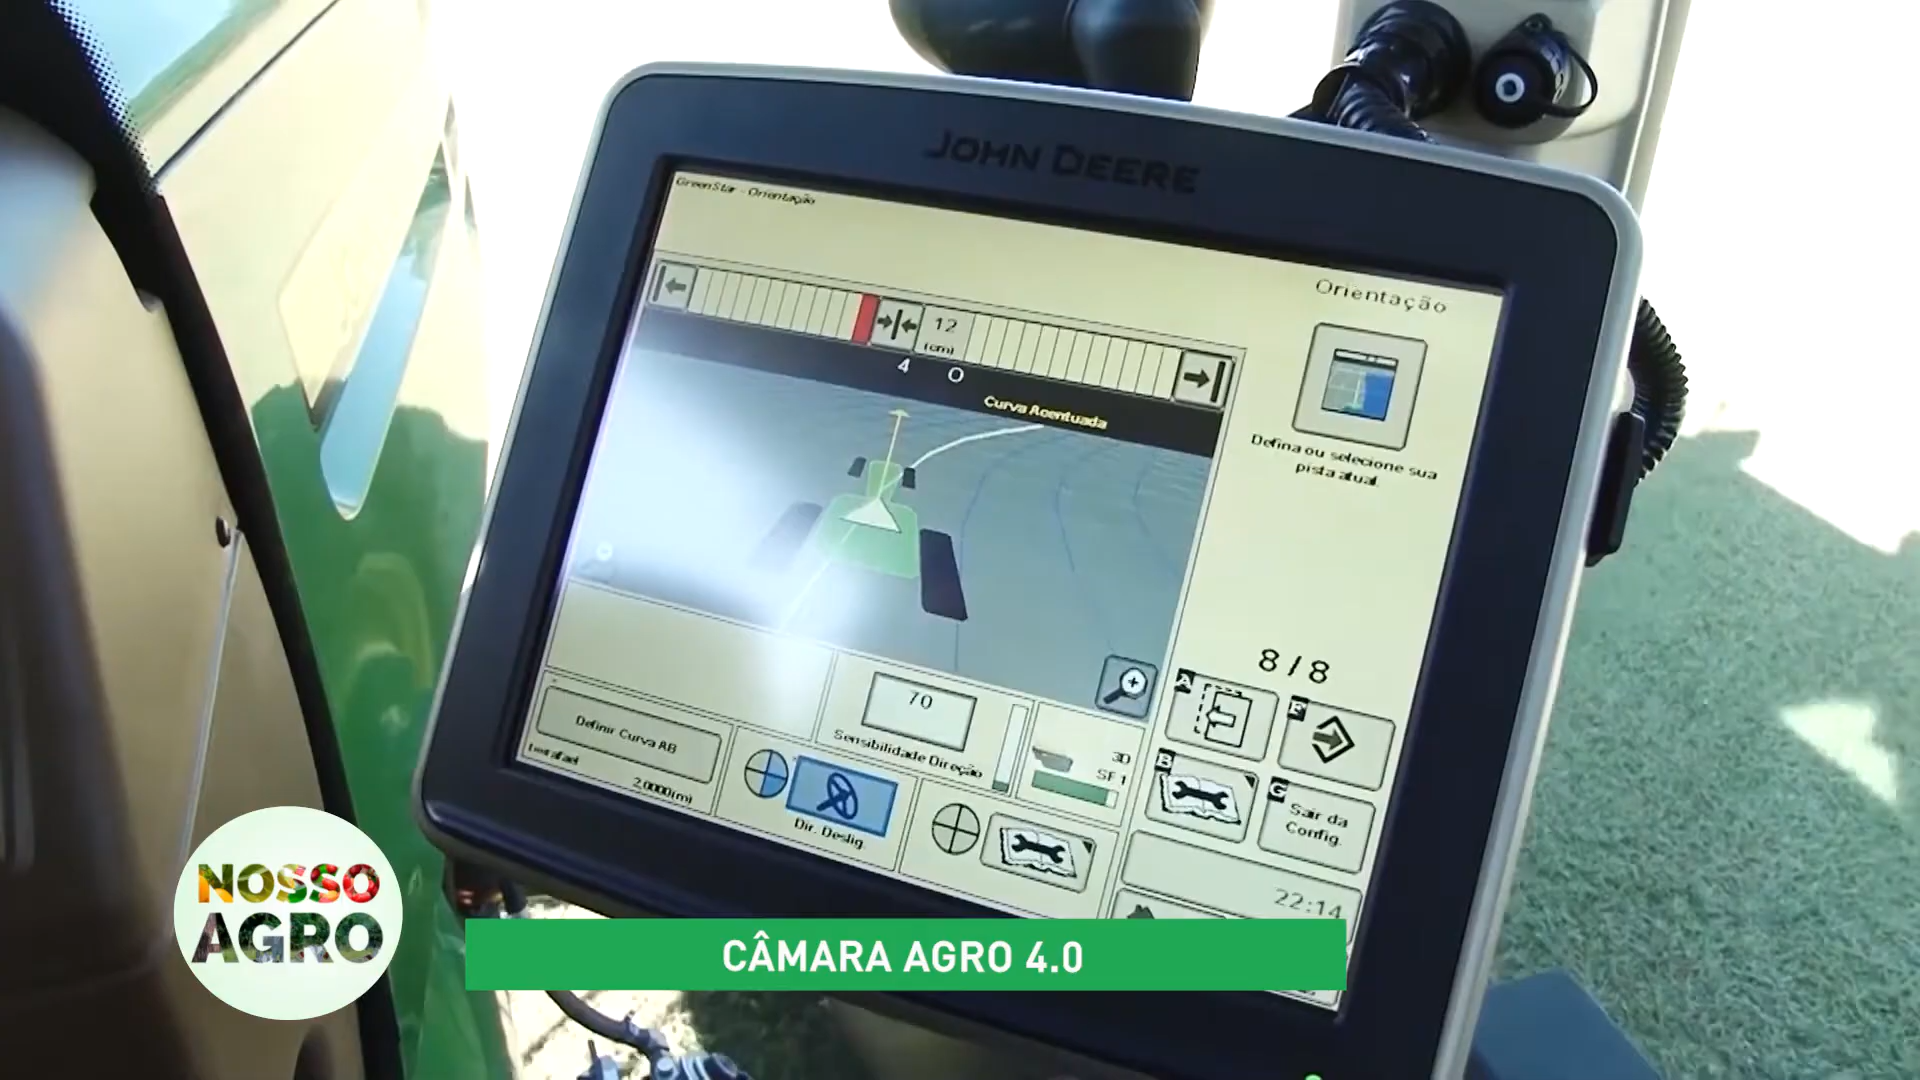 JOHN DEERE
GreenStar - Orientação
Orientação
12
(cm)
4 0
Curva Acentuada
Defina ou selecione sua
pista atual.
8 / 8
A
F
70
Sensibilidade Direção
Definir Curva AB
2.0000(m)
Dir. Deslig.
3D
SF1
B
G
Sair da
Config.
22:14
NOSSO
AGRO
CÂMARA AGRO 4.0